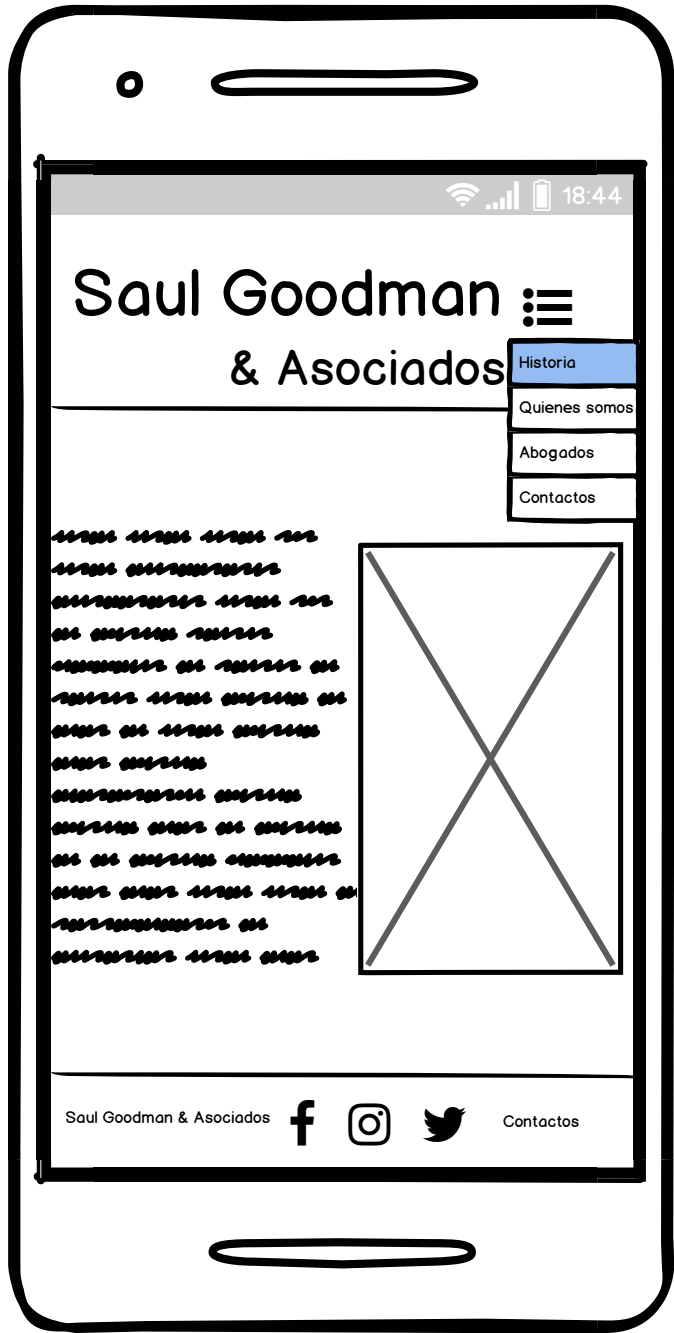 18:44
Saul Goodman
& Asociados
Historia
Quienes somos
Abogados
Contactos
Saul Goodman & Asociados
Contactos